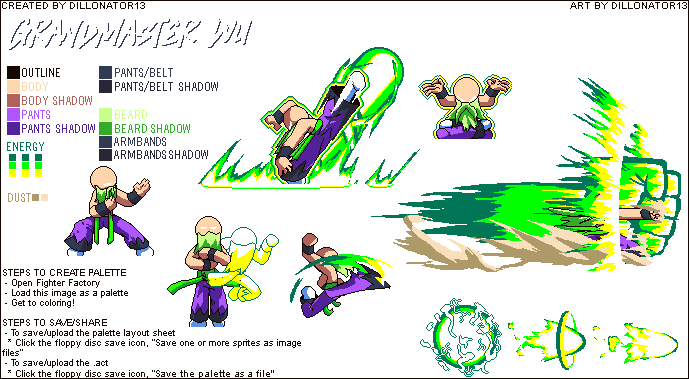 CREATED BY DILLONATOR13
ART BY DILLONATOR13
GRANDMASTER WU
OUTLINE
BODY
BODY SHADOW
PANTS
PANTS SHADOW
PANTS/BELT
PANTS/BELT SHADOW
BEARD
BEARD SHADOW
ARMBANDS
ARMBANDS SHADOW
ENERGY
DUST
STEPS TO CREATE PALETTE
- Open Fighter Factory
- Load this image as a palette
- Get to coloring!
STEPS TO SAVE/SHARE
- To save/upload the palette layout sheet
* Click the floppy disc save icon, "Save one or more sprites as image
files"
- To save/upload the .act
* Click the floppy disc save icon, "Save the palette as a file"